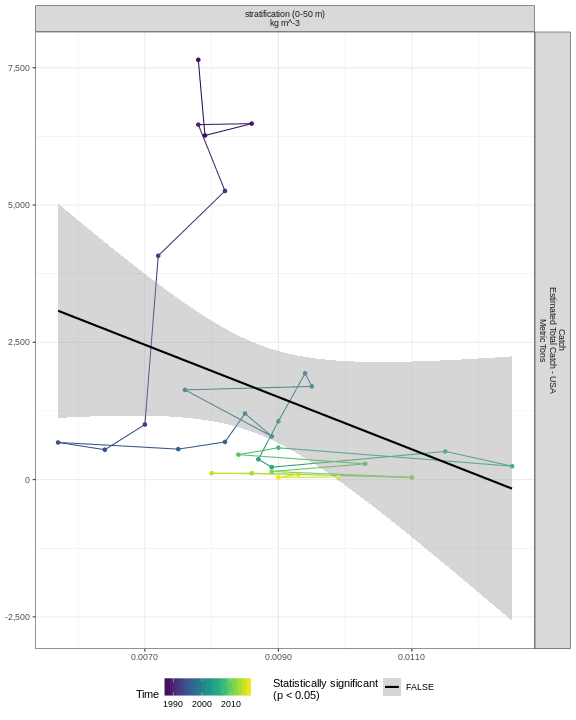 stratification (0-50 m)
kg m^-3
7,500
5,000
2,500
0
-2,500
Catch
Estimated Total Catch - USA
Metric Tons
0.0070
0.0090
0.0110
Time
1990
2000
2010
Statistically significant
(p < 0.05)
FALSE